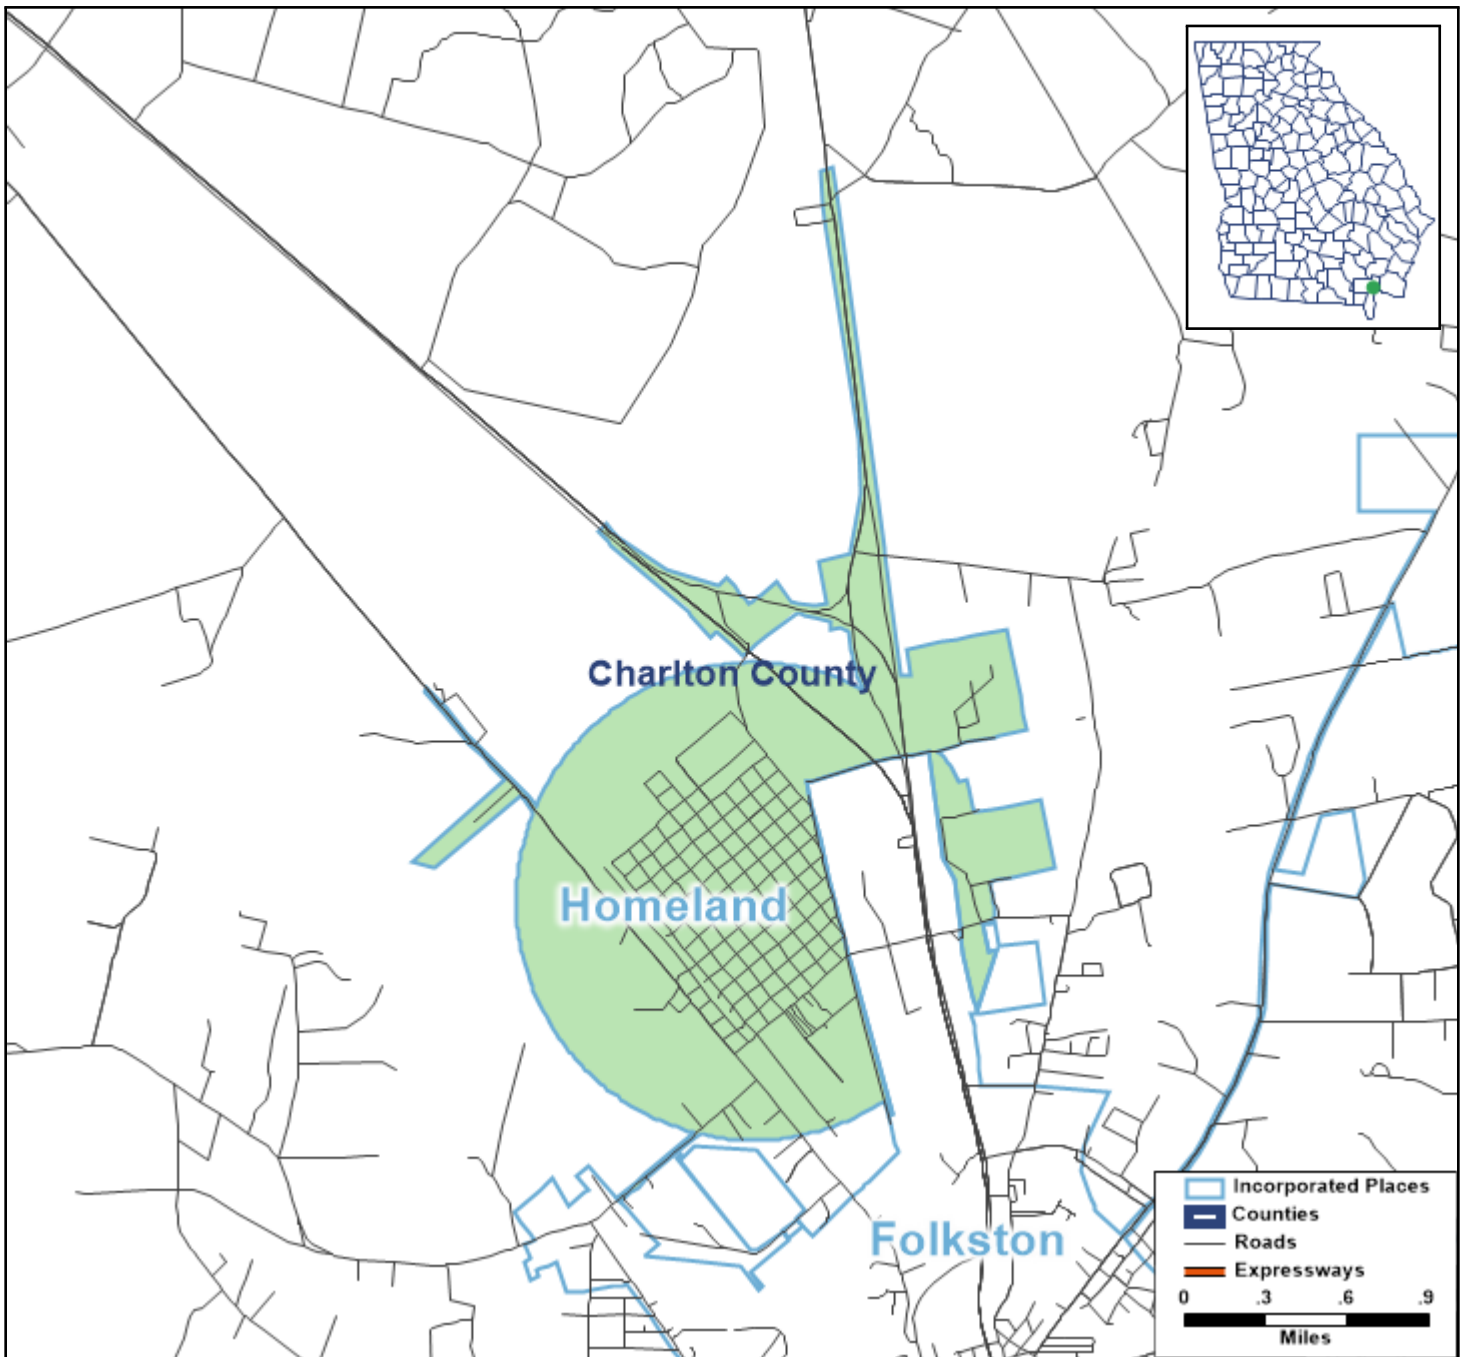 Charlton County
Homeland
Folkston
Incorporated Places
Counties
Roads
Expressways
0 .3 .6 .9
Miles